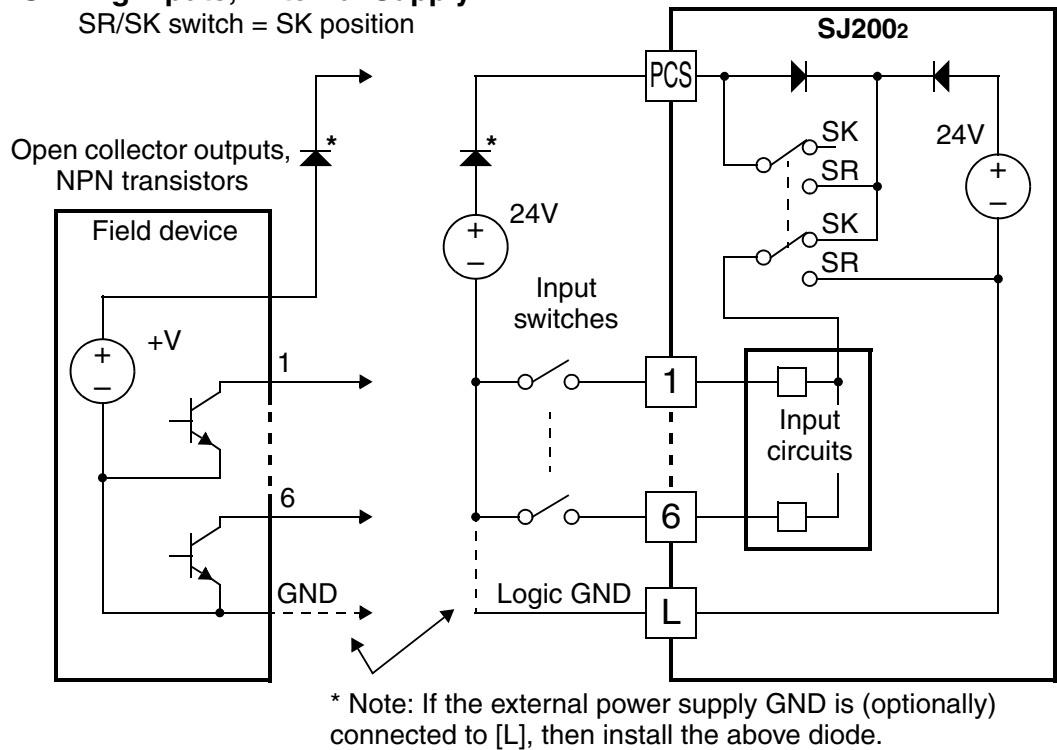 SR/SK switch = SK position
SJ2002
PCS
*
*
SK
24V
Open collector outputs,
NPN transistors
SR
24V
+
–
Field device
+
–
SK
SR
Input
switches
+V
+
–
1
1
Input
circuits
6
6
GND
Logic GND
L
* Note: If the external power supply GND is (optionally)
connected to [L], then install the above diode.